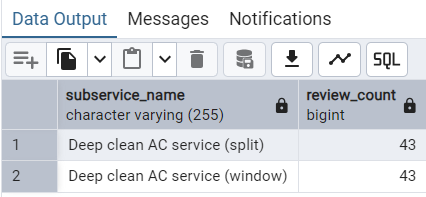 Data Output Messages Notifications
SQL
subservice_name review_count
character varying (255) bigint
1 Deep clean AC service (split) 43
2 Deep clean AC service (window) 43